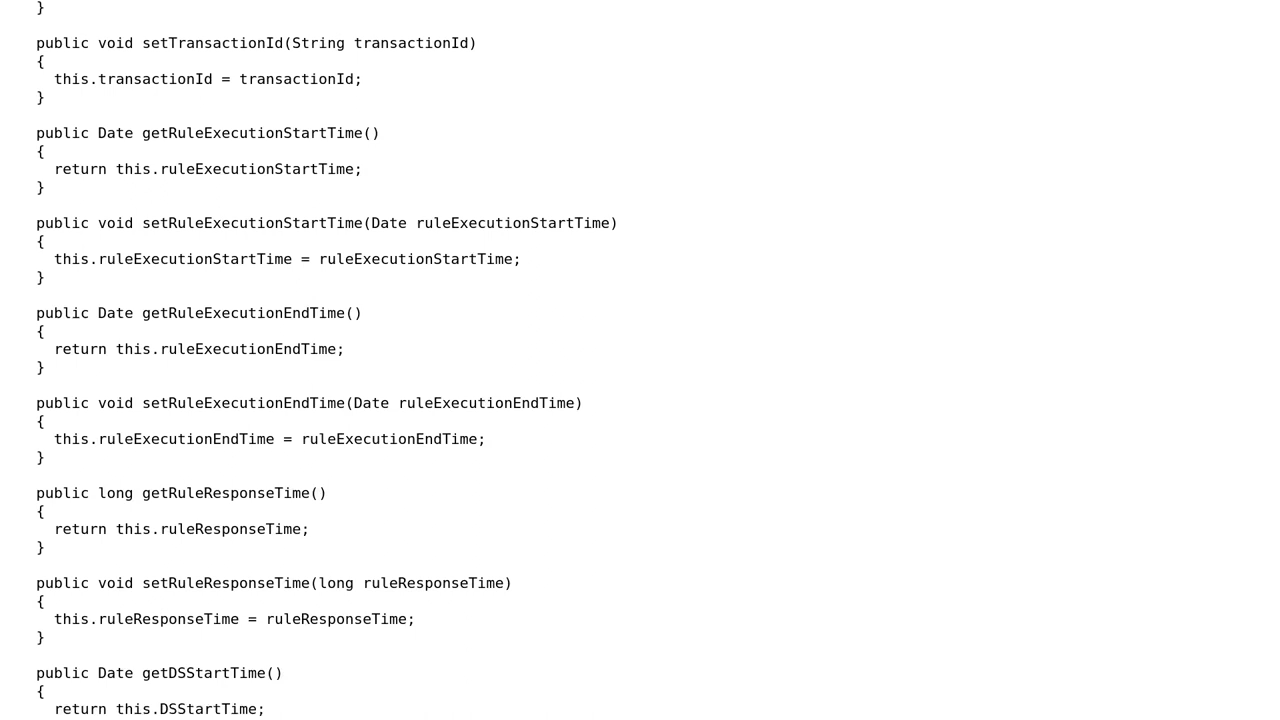 }
public void setTransactionId(String transactionId)
{
this.transactionId = transactionId;
}
public Date getRuleExecutionStartTime()
{
return this.ruleExecutionStartTime;
}
public void setRuleExecutionStartTime(Date ruleExecutionStartTime)
{
this.ruleExecutionStartTime = ruleExecutionStartTime;
}
public Date getRuleExecutionEndTime()
{
return this.ruleExecutionEndTime;
}
public void setRuleExecutionEndTime(Date ruleExecutionEndTime)
{
this.ruleExecutionEndTime = ruleExecutionEndTime;
}
public long getRuleResponseTime()
{
return this.ruleResponseTime;
}
public void setRuleResponseTime(long ruleResponseTime)
{
this.ruleResponseTime = ruleResponseTime;
}
public Date getDSStartTime()
{
return this.DSStartTime;